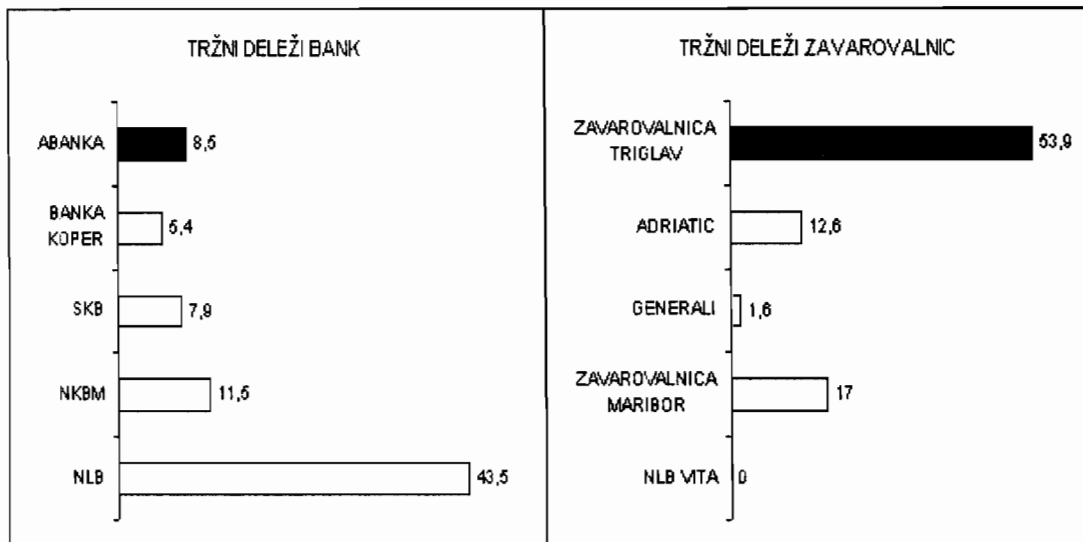 TRŽNI DELEŽI BANK
ABANKA
8,5
BANKA
KOPER
5,4
SKB
7,9
NKBM
11,5
NLB
43,5
TRŽNI DELEŽI ZAVAROVALNIC
ZAVAROVALNICA
TRIGLAV
53,9
ADRIATIC
12,6
GENERALI
1,6
ZAVAROVALNICA
MARIBOR
17
NLB VITA
0